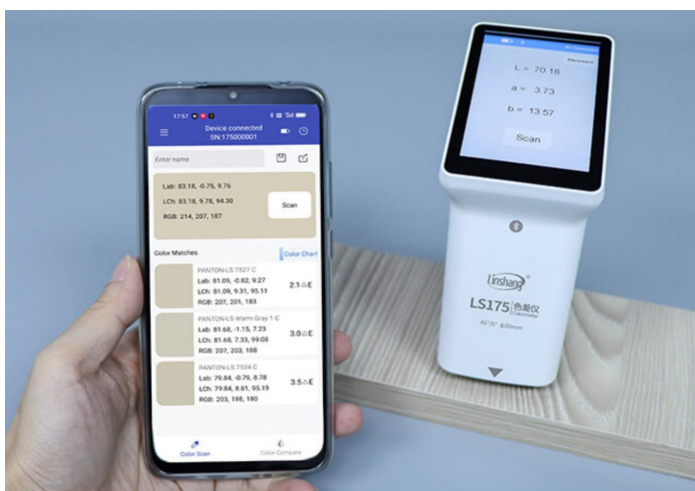 17:57
Device connected
SN:175000001
Enter name
Lab: 83.18, -0.75, 9.76
LCh: 83.18, 9.78, 94.30
RGB: 214, 207, 187
Scan
Color Matches
Color Chart
PANTON-LS 7527 C
Lab: 81.09, -0.82, 9.27
LCh: 81.09, 9.31, 95.11
RGB: 207, 201, 183
2.1△E
PANTON-LS Warm Gray 1 C
Lab: 81.68, -1.15, 7.23
LCh: 81.68, 7.33, 99.08
RGB: 207, 203, 188
3.0△E
PANTON-LS 7534 C
Lab: 79.84, -0.79, 8.78
LCh: 79.84, 8.81, 95.19
RGB: 203, 198, 180
3.5△E
Color Scan
Color Compare
Disconnect
L = 70.18
a = 3.73
b = 13.57
Scan
Linshang®
LS175 色差仪
Colorimeter
45°/0° φ20mm